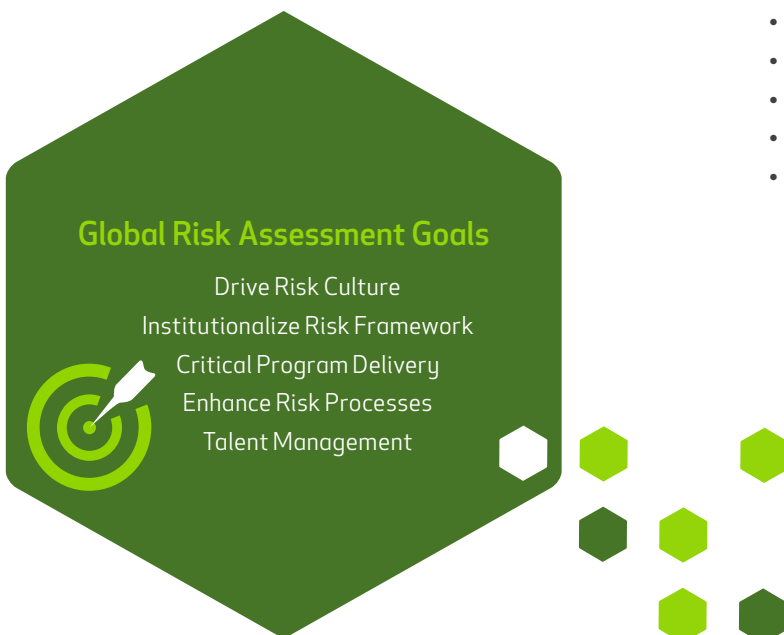 Global Risk Assessment Goals
Drive Risk Culture
Institutionalize Risk Framework
Critical Program Delivery
Enhance Risk Processes
Talent Management